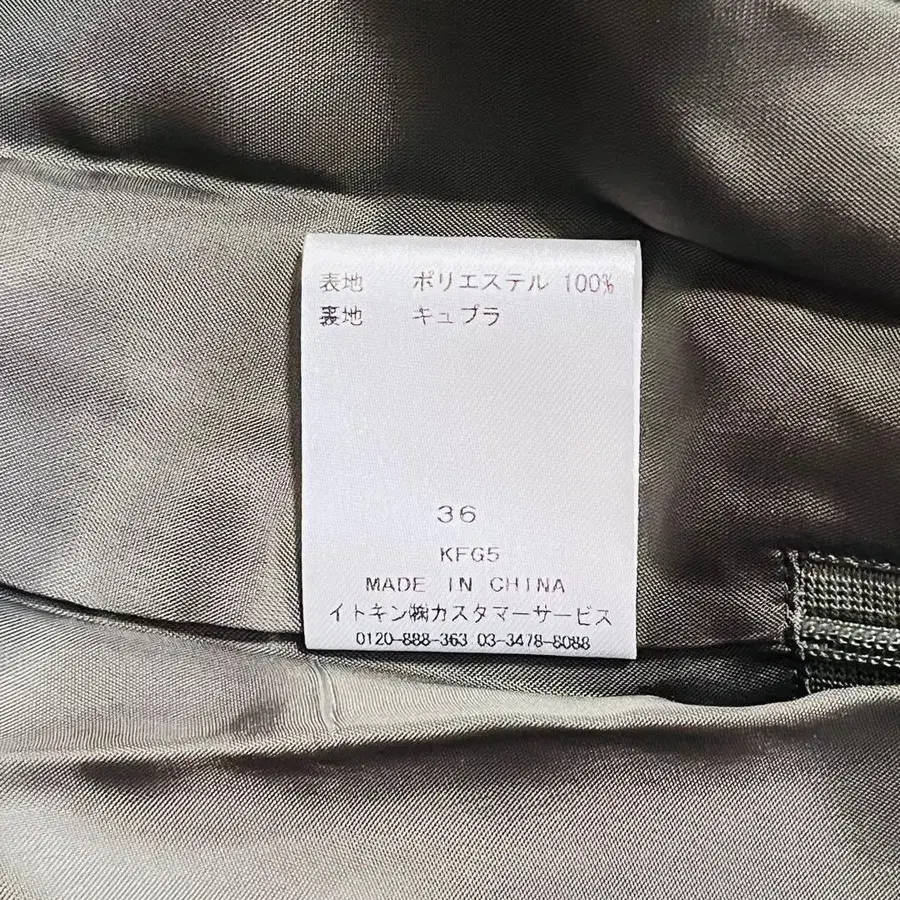 表地 ポリエステル 100%
裏地 キュプラ
36
KFG5
MADE IN CHINA
イトキン㈱カスタマーサービス
0120-888-363 03-3478-8088